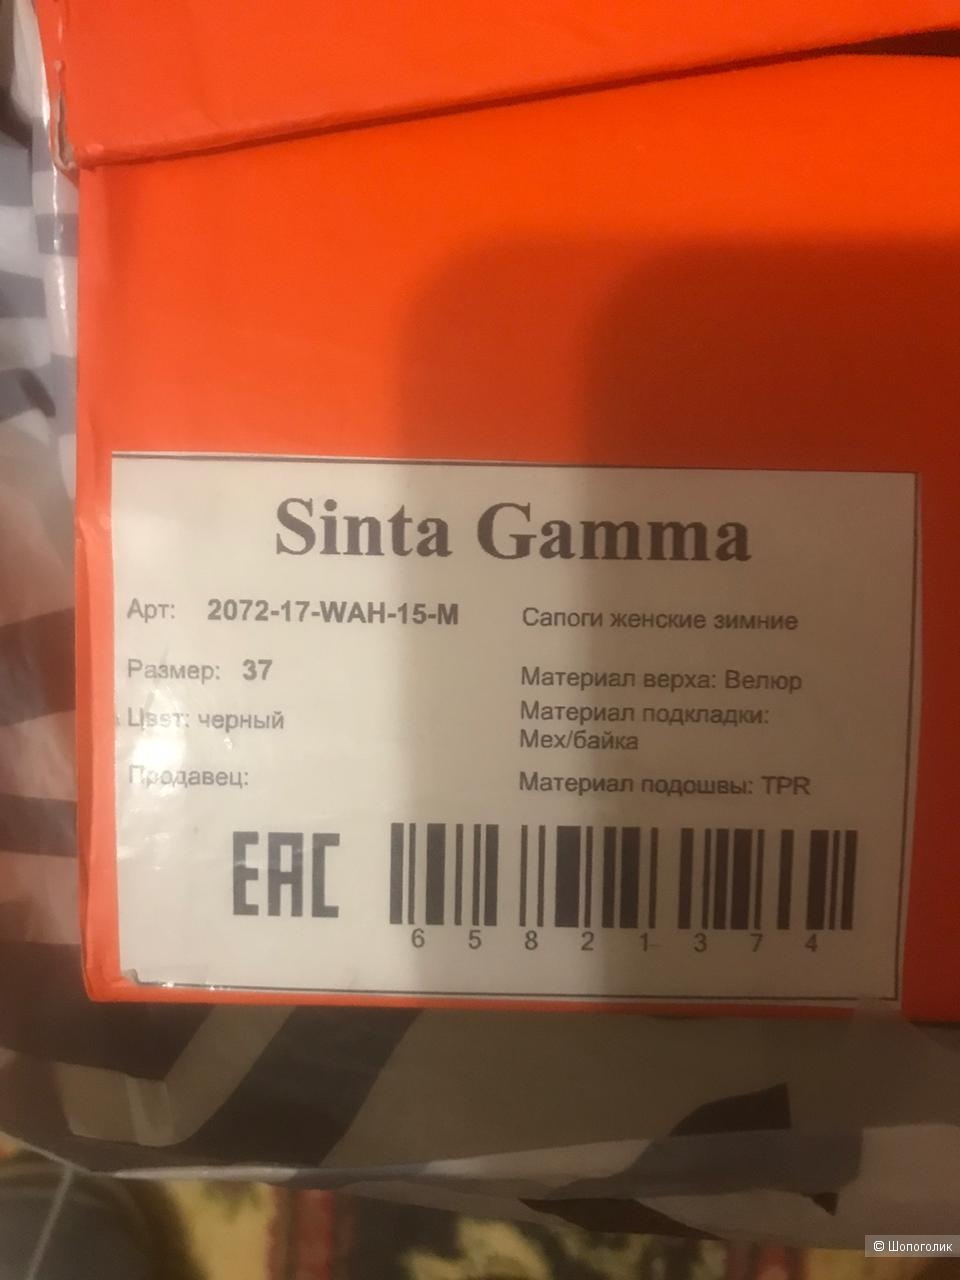 Sinta Gamma
Арт: 2072-17-WAH-15-M
Сапоги женские зимние
Размер: 37
Материал верха: Велюр
Цвет: черный
Материал подкладки:
Мех/байка
Продавец:
Материал подошвы: TPR
EAC
6 5 8 2 1 3 7 4
© Шопоголик